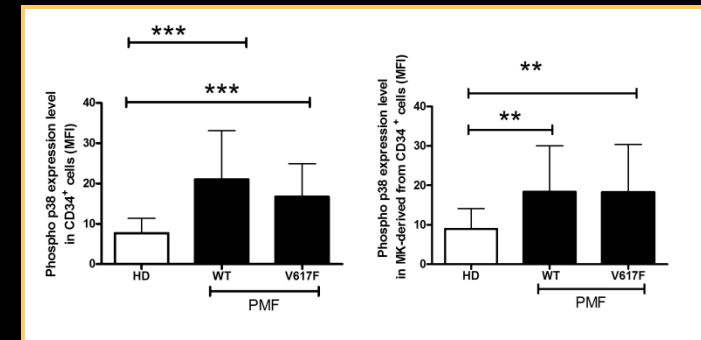 ***
***
Phospho p38 expression level
in CD34+ cells (MFI)
40
30
20
10
0
HD
WT
V617F
PMF
**
**
Phospho p38 expression level
in MK-derived from CD34 + cells (MFI)
40
30
20
10
0
HD
WT
V617F
PMF